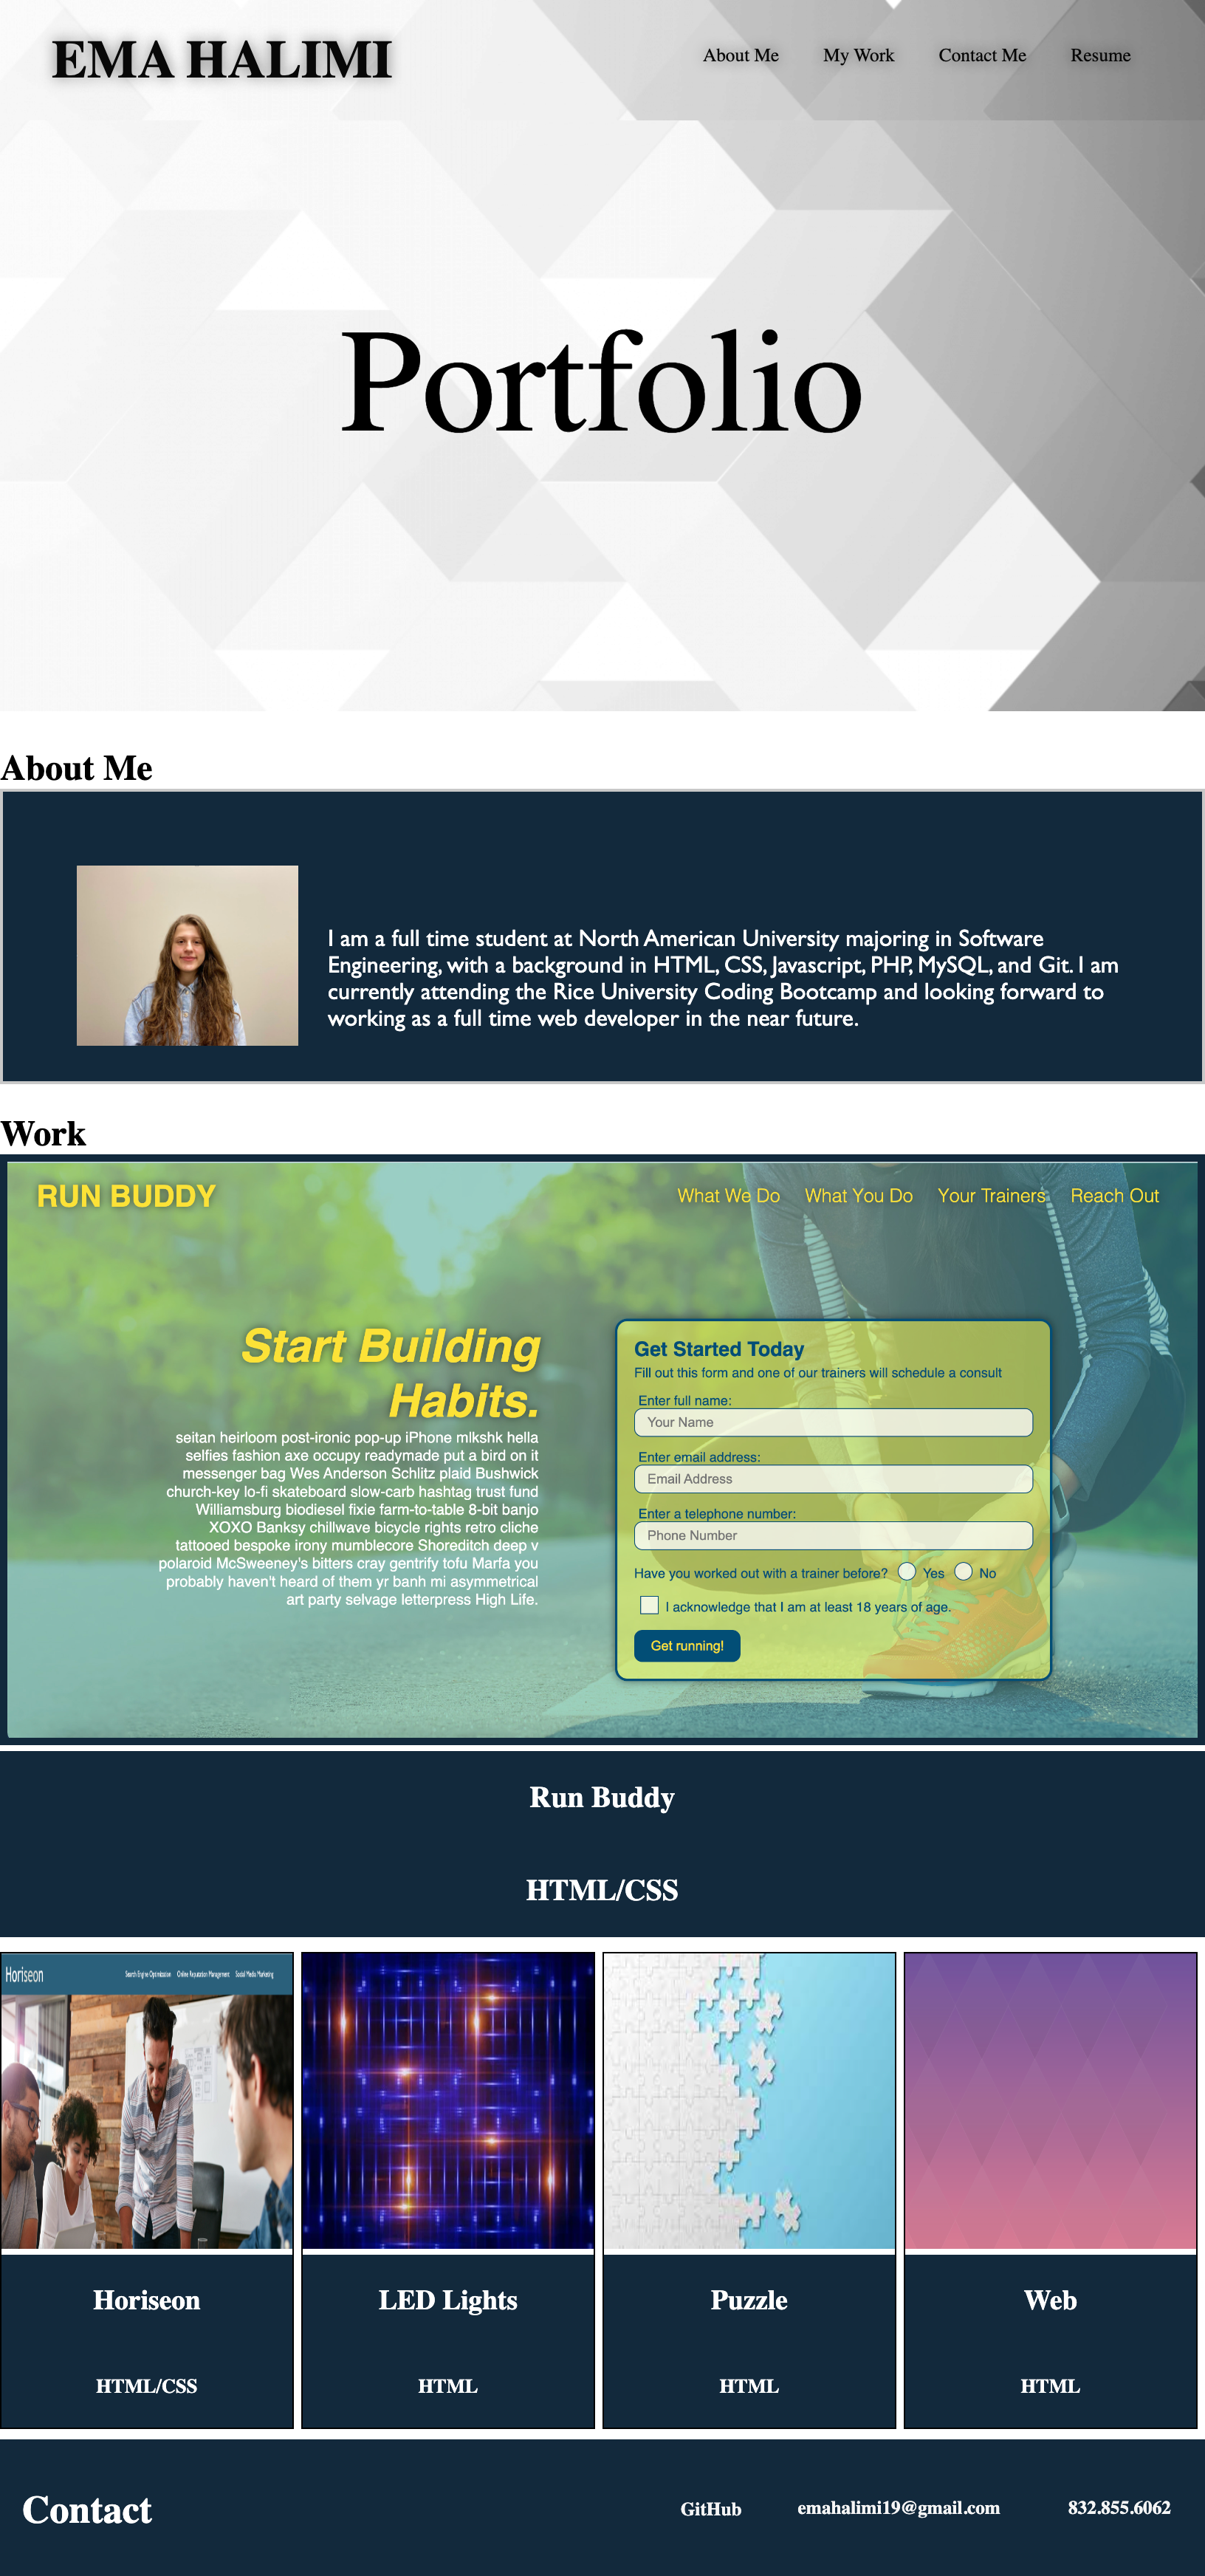 EMA HALIMI
About Me
My Work
Contact Me
Resume
Portfolio
About Me
I am a full time student at North American University majoring in Software
Engineering, with a background in HTML, CSS, Javascript, PHP, MySQL, and Git. I am
currently attending the Rice University Coding Bootcamp and looking forward to
working as a full time web developer in the near future.
Work
RUN BUDDY
What We Do
What You Do
Your Trainers
Reach Out
Start Building
Habits.
seitan heirloom post-ironic pop-up iPhone mlkshk hella
selfies fashion axe occupy readymade put a bird on it
messenger bag Wes Anderson Schlitz plaid Bushwick
church-key lo-fi skateboard slow-carb hashtag trust fund
Williamsburg biodiesel fixie farm-to-table 8-bit banjo
XOXO Banksy chillwave bicycle rights retro cliche
tattooed bespoke irony mumblecore Shoreditch deep v
polaroid McSweeney's bitters cray gentrify tofu Marfa you
probably haven't heard of them yr banh mi asymmetrical
art party selvage letterpress High Life.
Get Started Today
Fill out this form and one of our trainers will schedule a consult
Enter full name:
Your Name
Enter email address:
Email Address
Enter a telephone number:
Phone Number
Have you worked out with a trainer before? Yes No
I acknowledge that I am at least 18 years of age.
Get running!
Run Buddy
HTML/CSS
Horiseon
Search Engine Optimization
Online Reputation Management
Social Media Marketing
Horiseon
HTML/CSS
LED Lights
HTML
Puzzle
HTML
Web
HTML
Contact
GitHub
emahalimi19@gmail.com
832.855.6062